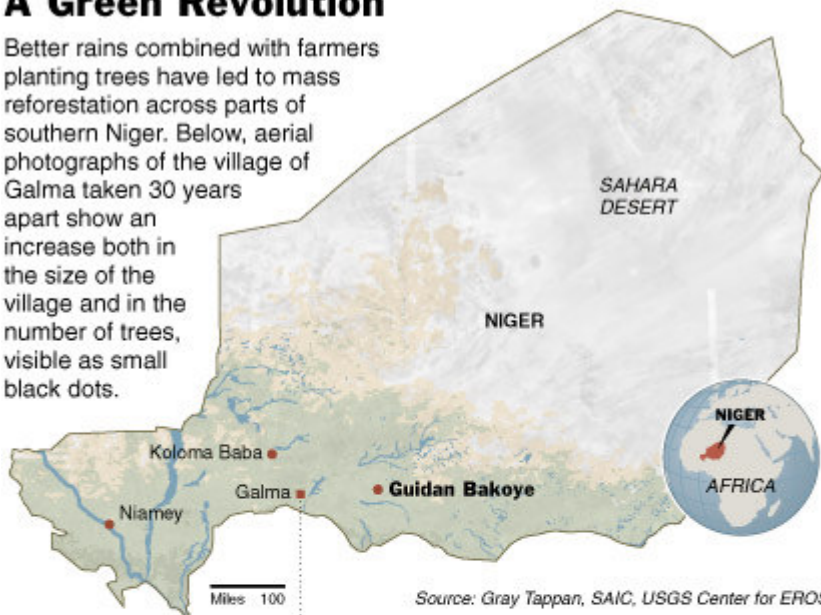 A Green Revolution
Better rains combined with farmers
planting trees have led to mass
reforestation across parts of
southern Niger. Below, aerial
photographs of the village of
Galma taken 30 years
apart show an
increase both in
the size of the
village and in the
number of trees,
visible as small
black dots.
SAHARA
DESERT
NIGER
NIGER
AFRICA
Koloma Baba
Galma
Guidan Bakoye
Niamey
Miles 100
Source: Gray Tappan, SAIC, USGS Center for EROS